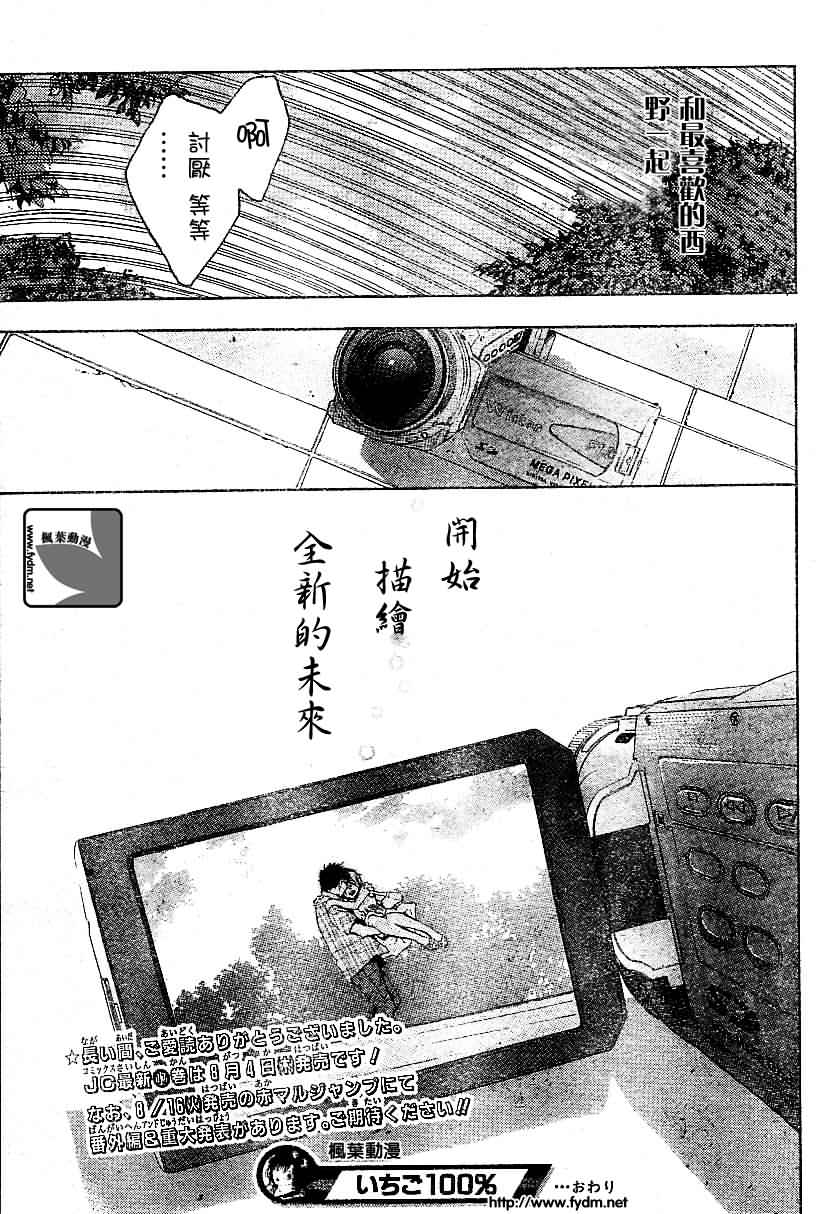 和最喜歡的西
野一起
啊
討厭 等等
……
MEGA PIXEL
開始
描繪
全新的未來
楓葉動漫
www.fydm.net
☆長い間、ご愛読ありがとうございました。
JC最新巻は8月4日(木)発売です!
なお、8/16(火)発売の赤マルジャンプにて
番外編&重大発表があります。ご期待ください!!
楓葉動漫
いちご100%
…おわり
http://www.fydm.net